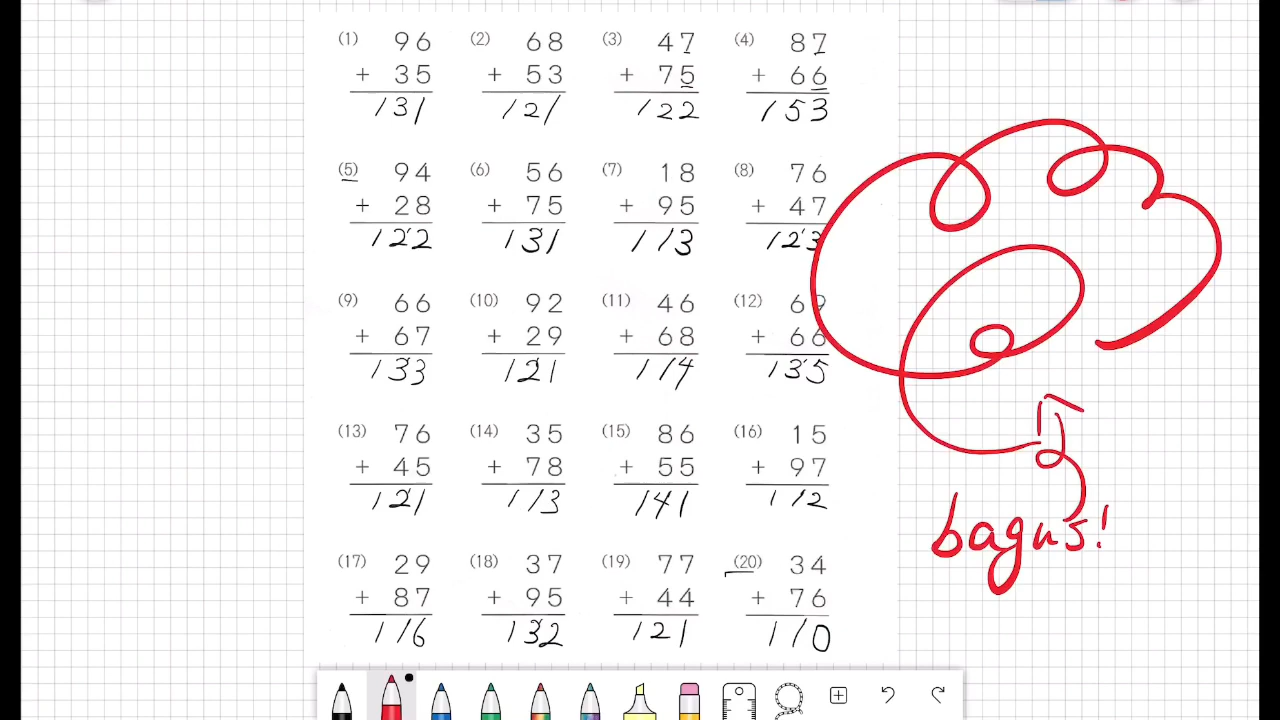 (1) 96 (2) 68 (3) 47 (4) 87
+ 35 + 53 + 75 + 66
131 121 122 153
(5) 94 (6) 56 (7) 18 (8) 76
+ 28 + 75 + 95 + 47
122 131 113 123
(9) 66 (10) 92 (11) 46 (12) 69
+ 67 + 29 + 68 + 66
133 121 114 135
(13) 76 (14) 35 (15) 86 (16) 15
+ 45 + 78 + 55 + 97
121 113 141 112
bagus!
(17) 29 (18) 37 (19) 77 (20) 34
+ 87 + 95 + 44 + 76
116 132 121 110